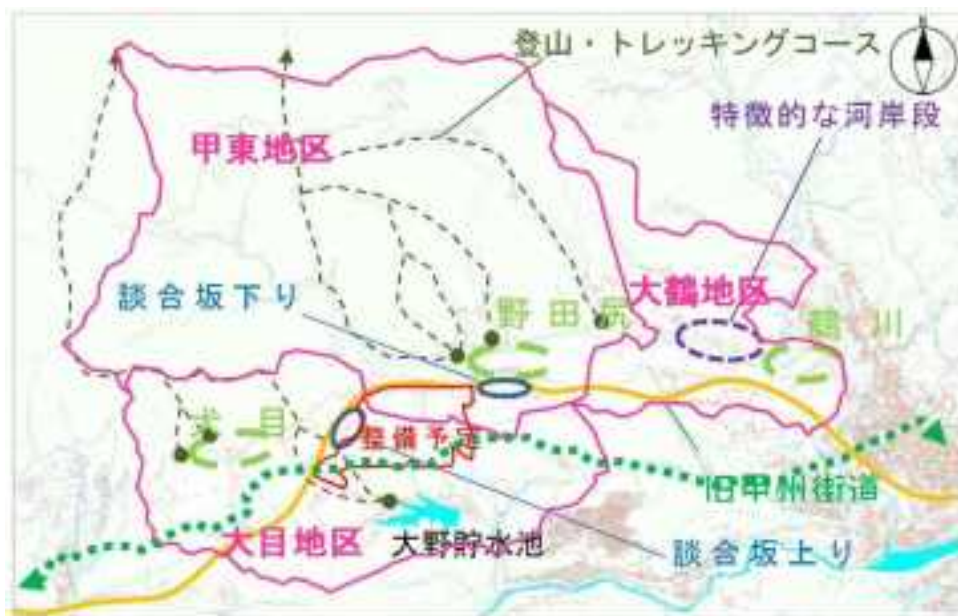 N
登山・トレッキングコース
特徴的な河岸段
甲東地区
談合坂下り
大鶴地区
野田尻
鶴川
犬目
整備予定
旧甲州街道
大目地区
大野貯水池
談合坂上り